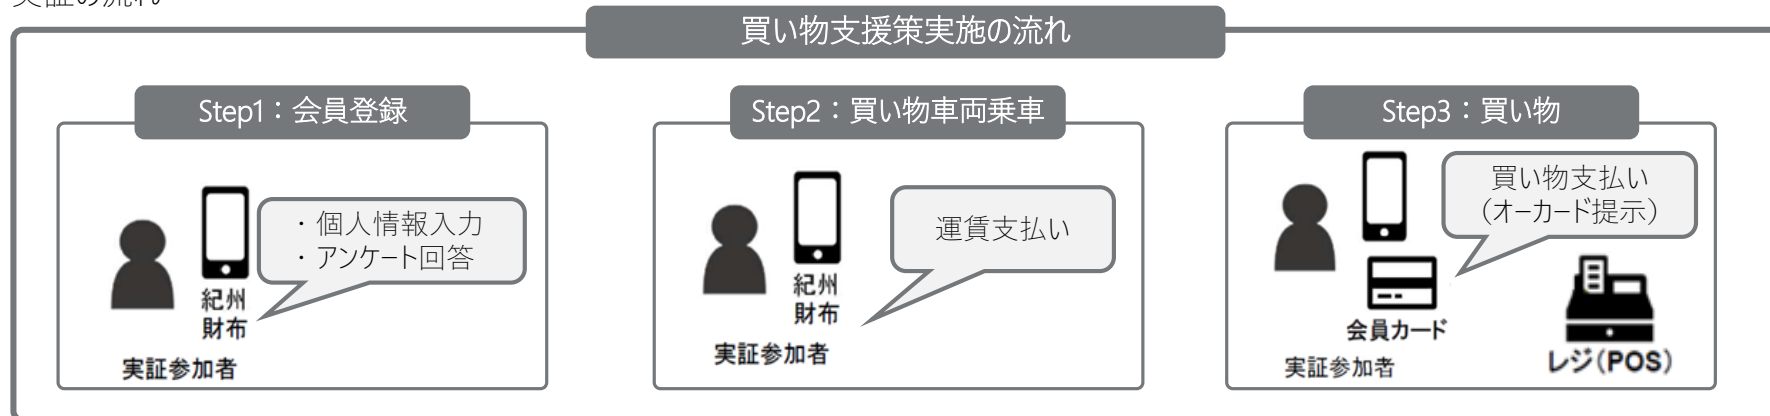 買い物支援策実施の流れ
Step1：会員登録
・個人情報入力
・アンケート回答
紀州
財布
実証参加者
Step2：買い物車両乗車
運賃支払い
紀州
財布
実証参加者
Step3：買い物
買い物支払い
（オーカード提示）
会員カード
実証参加者
レジ（POS）